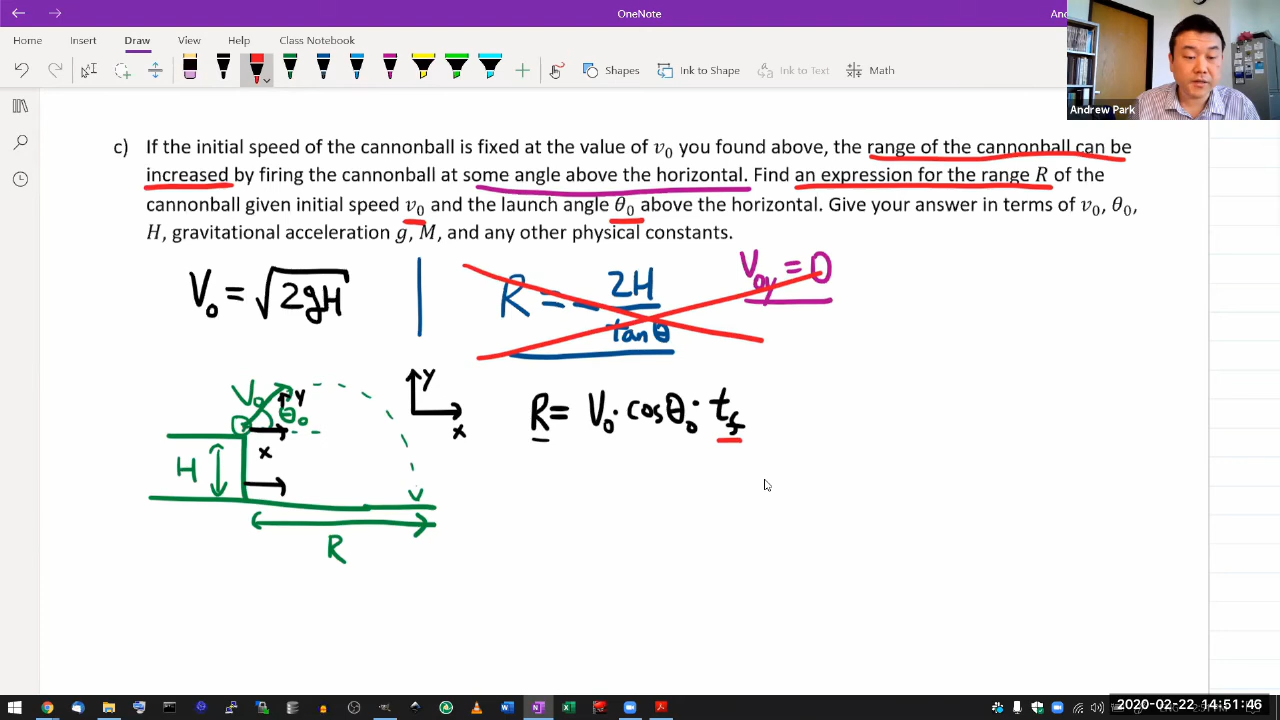 OneNote
Home Insert Draw View Help Class Notebook
Shapes Ink to Shape Ink to Text Math
Andrew Park
c) If the initial speed of the cannonball is fixed at the value of v₀ you found above, the range of the cannonball can be
increased by firing the cannonball at some angle above the horizontal. Find an expression for the range R of the
cannonball given initial speed v₀ and the launch angle θ₀ above the horizontal. Give your answer in terms of v₀, θ₀,
H, gravitational acceleration g, M, and any other physical constants.
V₀ = √2gH
R = 2H / tan θ
V₀y = 0
V₀ Y θ₀
x
H
R
Y
x
R = V₀ · cosθ₀ · t_f
2020-02-22 14:51:46